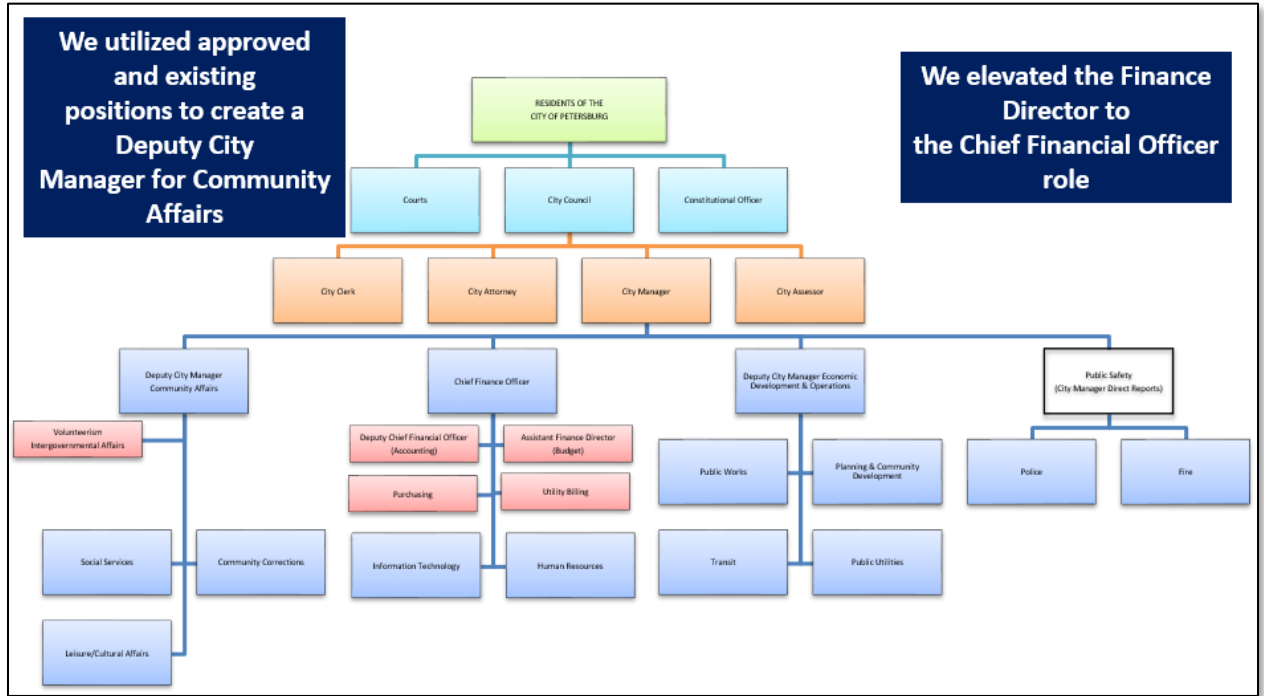 We utilized approved
and existing
positions to create a
Deputy City
Manager for Community
Affairs
We elevated the Finance
Director to
the Chief Financial Officer
role
RESIDENTS OF THE
CITY OF PETERSBURG
Courts
City Council
Constitutional Officer
City Clerk
City Attorney
City Manager
City Assessor
Deputy City Manager
Community Affairs
Chief Finance Officer
Deputy City Manager Economic
Development & Operations
Public Safety
(City Manager Direct Reports)
Volunteerism
Intergovernmental Affairs
Deputy Chief Financial Officer
(Accounting)
Assistant Finance Director
(Budget)
Public Works
Planning & Community
Development
Police
Fire
Purchasing
Utility Billing
Social Services
Community Corrections
Information Technology
Human Resources
Transit
Public Utilities
Leisure/Cultural Affairs